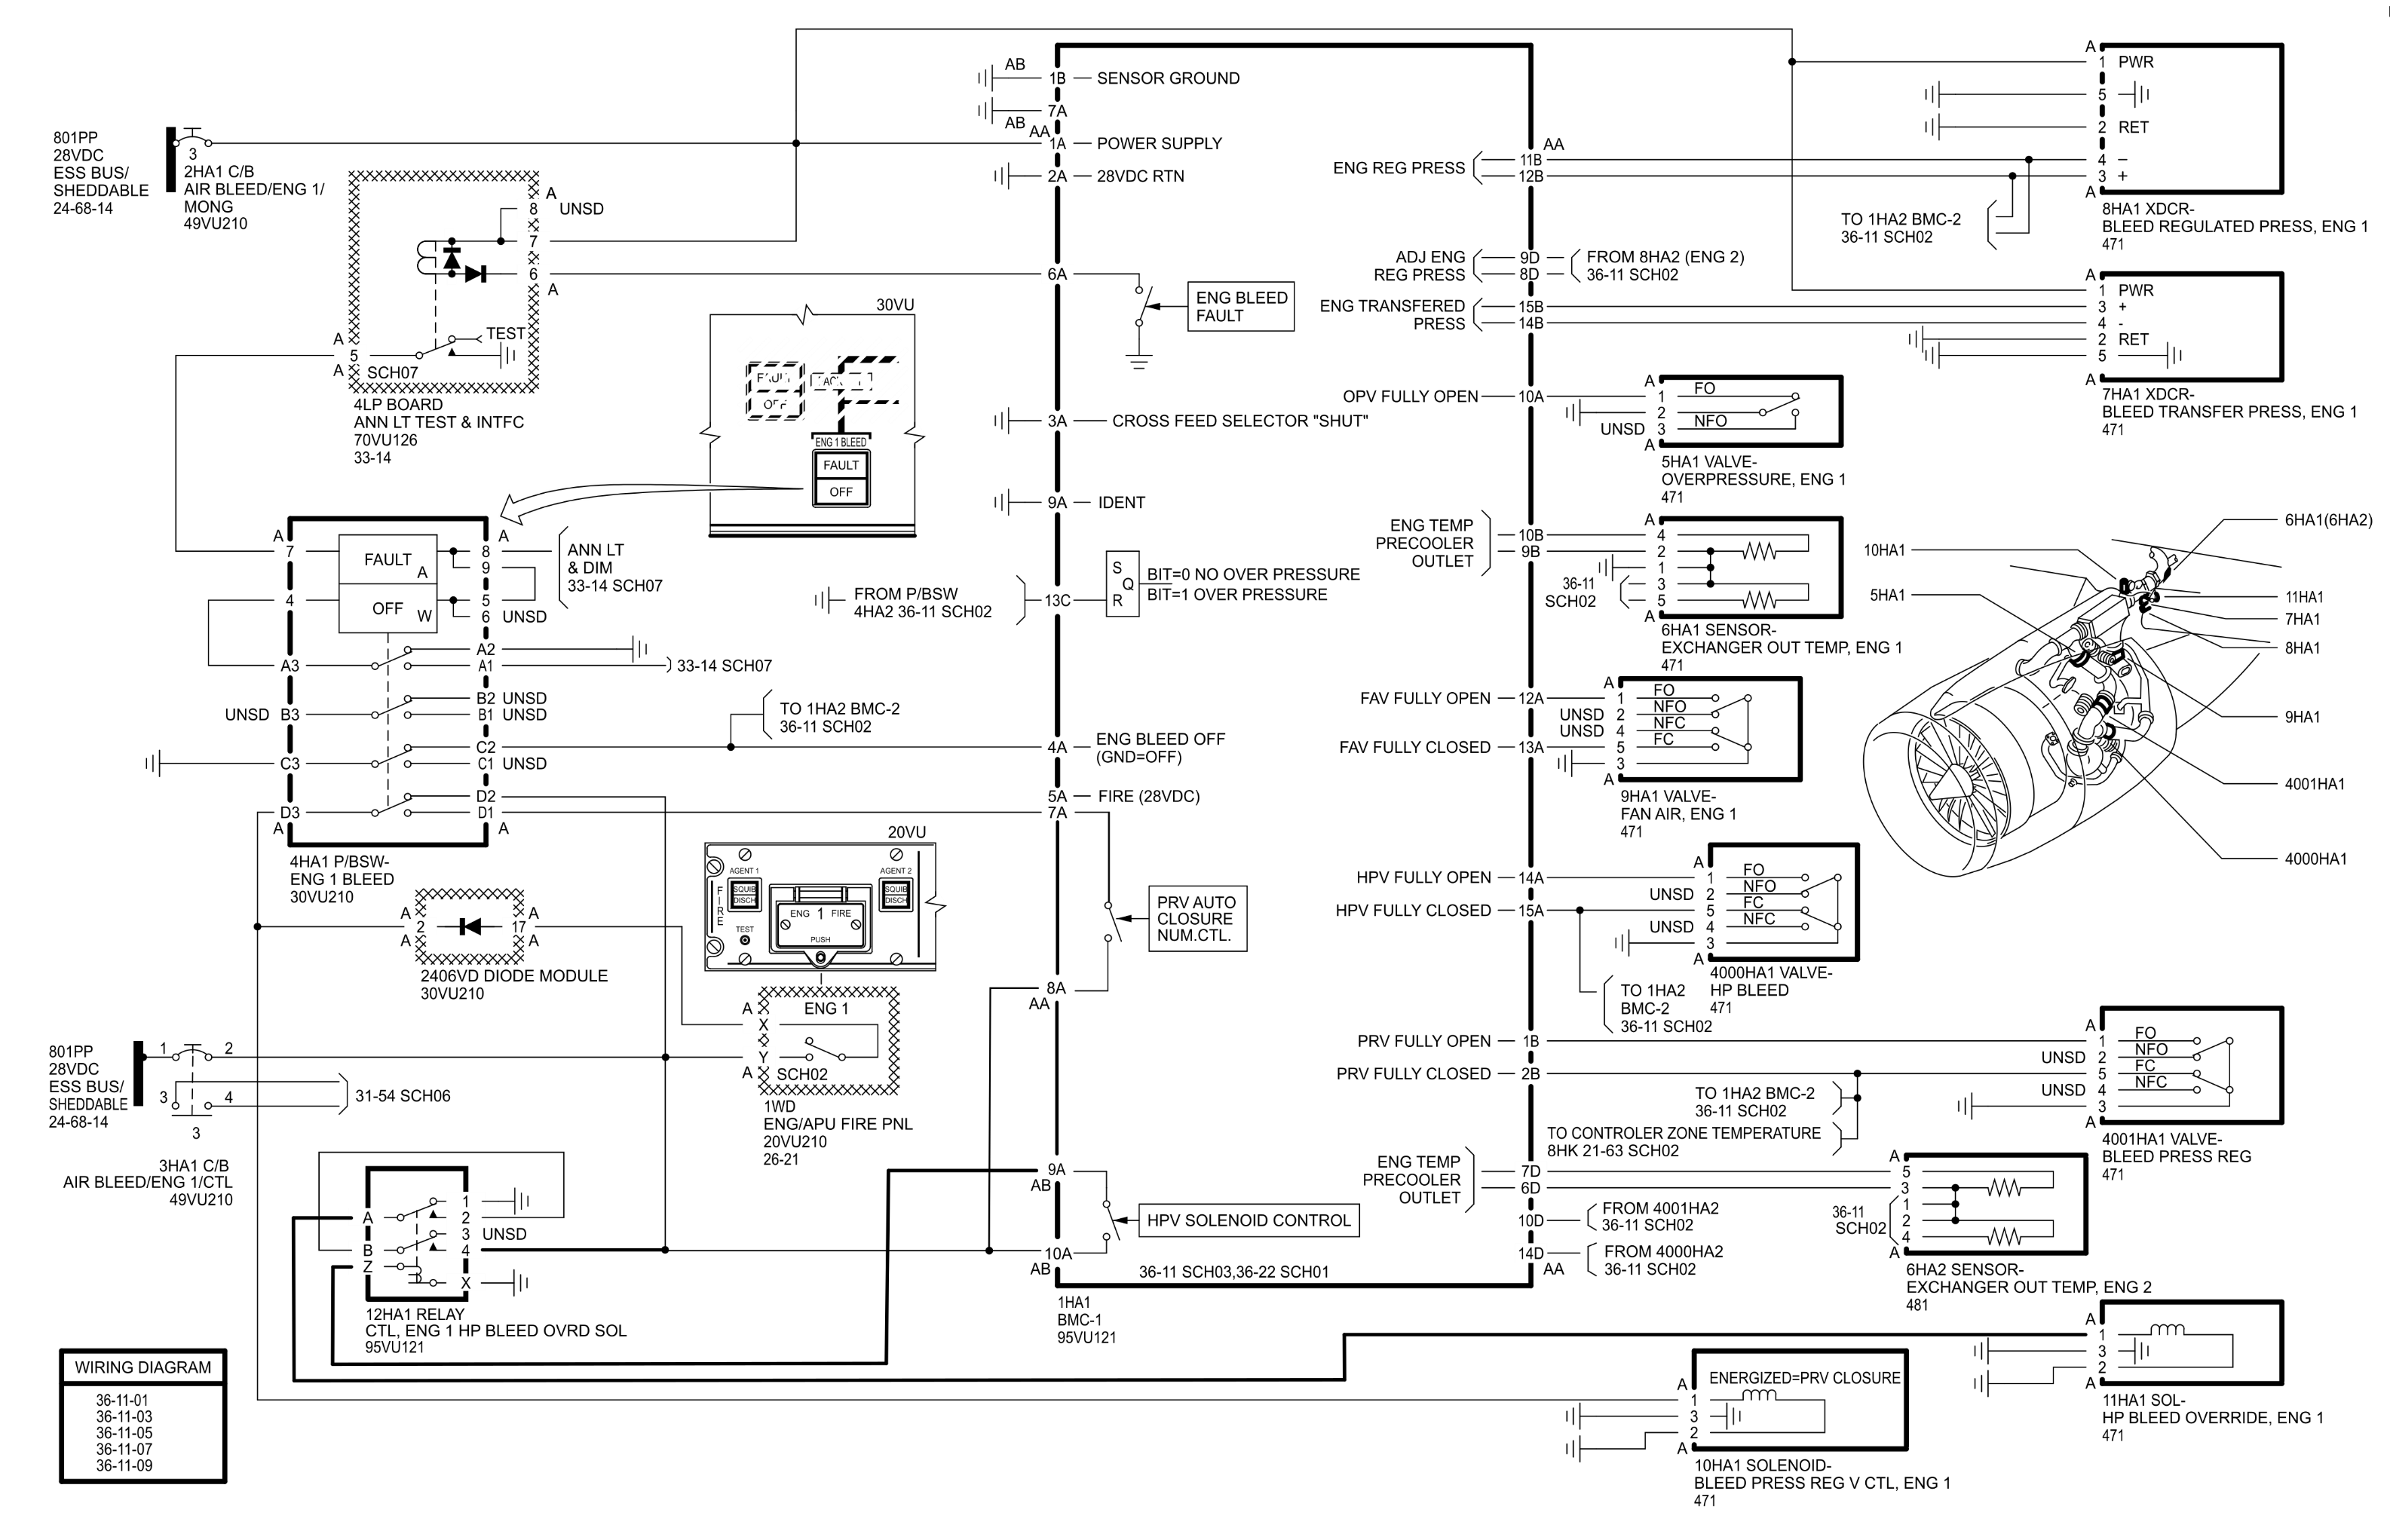 801PP
28VDC
ESS BUS/
SHEDDABLE
24-68-14
3
2HA1 C/B
AIR BLEED/ENG 1/
MONG
49VU210
A
8 UNSD
7
6
A
A
5
A
TEST
SCH07
4LP BOARD
ANN LT TEST & INTFC
70VU126
33-14
30VU
FAULT
OFF
ENG 1 BLEED
FAULT
OFF
A
7
4
A3
UNSD B3
C3
D3
A
FAULT
A
OFF
W
A
8
9
5
6 UNSD
A2
A1
B2 UNSD
B1 UNSD
C2
C1 UNSD
D2
D1
A
ANN LT
& DIM
33-14 SCH07
33-14 SCH07
TO 1HA2 BMC-2
36-11 SCH02
4HA1 P/BSW-
ENG 1 BLEED
30VU210
A
2
A
A
17
A
2406VD DIODE MODULE
30VU210
20VU
AGENT 1
SQUIB
DISCH
AGENT 2
SQUIB
DISCH
FIRE
TEST
ENG 1 FIRE
PUSH
A
X
Y
A
ENG 1
SCH02
1WD
ENG/APU FIRE PNL
20VU210
26-21
801PP
28VDC
ESS BUS/
SHEDDABLE
24-68-14
1
2
3
4
3
31-54 SCH06
3HA1 C/B
AIR BLEED/ENG 1/CTL
49VU210
A
B
Z
1
2
3 UNSD
4
X
12HA1 RELAY
CTL, ENG 1 HP BLEED OVRD SOL
95VU121
WIRING DIAGRAM
36-11-01
36-11-03
36-11-05
36-11-07
36-11-09
AB
1B SENSOR GROUND
7A
AB
AA
1A POWER SUPPLY
2A 28VDC RTN
6A
ENG BLEED
FAULT
3A CROSS FEED SELECTOR "SHUT"
9A IDENT
FROM P/BSW
4HA2 36-11 SCH02
13C
S
Q
R
BIT=0 NO OVER PRESSURE
BIT=1 OVER PRESSURE
4A ENG BLEED OFF
(GND=OFF)
5A FIRE (28VDC)
7A
PRV AUTO
CLOSURE
NUM.CTL.
8A
AA
9A
AB
HPV SOLENOID CONTROL
10A
AB
36-11 SCH03,36-22 SCH01
1HA1
BMC-1
95VU121
AA
ENG REG PRESS
11B
12B
ADJ ENG
REG PRESS
9D
8D
FROM 8HA2 (ENG 2)
36-11 SCH02
ENG TRANSFERED
PRESS
15B
14B
OPV FULLY OPEN 10A
ENG TEMP
PRECOOLER
OUTLET
10B
9B
FAV FULLY OPEN 12A
FAV FULLY CLOSED 13A
HPV FULLY OPEN 14A
HPV FULLY CLOSED 15A
PRV FULLY OPEN 1B
PRV FULLY CLOSED 2B
ENG TEMP
PRECOOLER
OUTLET
7D
6D
10D
FROM 4001HA2
36-11 SCH02
14D
AA
FROM 4000HA2
36-11 SCH02
TO 1HA2 BMC-2
36-11 SCH02
A
1 PWR
5
2 RET
4 –
3 +
A
8HA1 XDCR-
BLEED REGULATED PRESS, ENG 1
471
A
1 PWR
3 +
4 -
2 RET
5
A
7HA1 XDCR-
BLEED TRANSFER PRESS, ENG 1
471
A
1 FO
2
UNSD 3 NFO
A
5HA1 VALVE-
OVERPRESSURE, ENG 1
471
A
4
2
1
3
5
A
36-11
SCH02
6HA1 SENSOR-
EXCHANGER OUT TEMP, ENG 1
471
A
1 FO
UNSD 2 NFO
UNSD 4 NFC
5 FC
3
A
9HA1 VALVE-
FAN AIR, ENG 1
471
A
1 FO
UNSD 2 NFO
5 FC
UNSD 4 NFC
3
A
4000HA1 VALVE-
HP BLEED
471
TO 1HA2
BMC-2
36-11 SCH02
A
1 FO
UNSD 2 NFO
5 FC
UNSD 4 NFC
3
A
4001HA1 VALVE-
BLEED PRESS REG
471
TO 1HA2 BMC-2
36-11 SCH02
TO CONTROLER ZONE TEMPERATURE
8HK 21-63 SCH02
A
5
3
1
2
4
A
36-11
SCH02
6HA2 SENSOR-
EXCHANGER OUT TEMP, ENG 2
481
A
1
3
2
A
11HA1 SOL-
HP BLEED OVERRIDE, ENG 1
471
A
1
3
2
A
ENERGIZED=PRV CLOSURE
10HA1 SOLENOID-
BLEED PRESS REG V CTL, ENG 1
471
10HA1
5HA1
6HA1(6HA2)
11HA1
7HA1
8HA1
9HA1
4001HA1
4000HA1